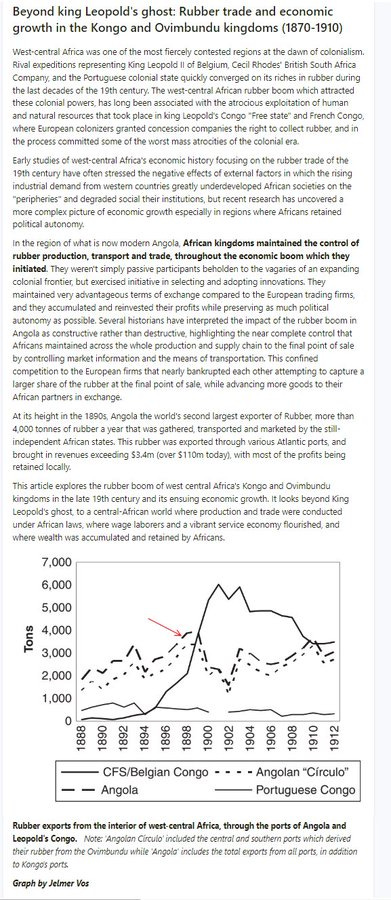 Beyond king Leopold's ghost: Rubber trade and economic
growth in the Kongo and Ovimbundu kingdoms (1870-1910)
West-central Africa was one of the most fiercely contested regions at the dawn of colonialism.
Rival expeditions representing King Leopold II of Belgium, Cecil Rhodes' British South Africa
Company, and the Portuguese colonial state quickly converged on its riches in rubber during
the last decades of the 19th century. The west-central African rubber boom which attracted
these colonial powers, has long been associated with the atrocious exploitation of human
and natural resources that took place in king Leopold's Congo "Free state" and French Congo,
where European colonizers granted concession companies the right to collect rubber, and in
the process committed some of the worst mass atrocities of the colonial era.
Early studies of west-central Africa's economic history focusing on the rubber trade of the
19th century have often stressed the negative effects of external factors in which the rising
industrial demand from western countries greatly underdeveloped African societies on the
"peripheries" and degraded social their institutions, but recent research has uncovered a
more complex picture of economic growth especially in regions where Africans retained
political autonomy.
In the region of what is now modern Angola, African kingdoms maintained the control of
rubber production, transport and trade, throughout the economic boom which they
initiated. They weren't simply passive participants beholden to the vagaries of an expanding
colonial frontier, but exercised initiative in selecting and adopting innovations. They
maintained very advantageous terms of exchange compared to the European trading firms,
and they accumulated and reinvested their profits while preserving as much political
autonomy as possible. Several historians have interpreted the impact of the rubber boom in
Angola as constructive rather than destructive, highlighting the near complete control that
Africans maintained across the whole production and supply chain to the final point of sale
by controlling market information and the means of transportation. This confined
competition to the European firms that nearly bankrupted each other attempting to capture a
larger share of the rubber at the final point of sale, while advancing more goods to their
African partners in exchange.
At its height in the 1890s, Angola the world's second largest exporter of Rubber, more than
4,000 tonnes of rubber a year that was gathered, transported and marketed by the still-
independent African states. This rubber was exported through various Atlantic ports, and
brought in revenues exceeding $3.4m (over $110m today), with most of the profits being
retained locally.
This article explores the rubber boom of west central Africa's Kongo and Ovimbundu
kingdoms in the late 19th century and its ensuing economic growth. It looks beyond King
Leopold's ghost, to a central-African world where production and trade were conducted
under African laws, where wage laborers and a vibrant service economy flourished, and
where wealth was accumulated and retained by Africans.
7,000
6,000
5,000
4,000
3,000
2,000
1,000
0
Tons
1888
1890
1892
1894
1896
1898
1900
1902
1904
1906
1908
1910
1912
CFS/Belgian Congo
Angolan "Círculo"
Angola
Portuguese Congo
Rubber exports from the interior of west-central Africa, through the ports of Angola and
Leopold's Congo. Note: 'Angolan Círculo' included the central and southern ports which derived
their rubber from the Ovimbundu while 'Angola' includes the total exports from all ports, in addition
to Kongo's ports.
Graph by Jelmer Vos